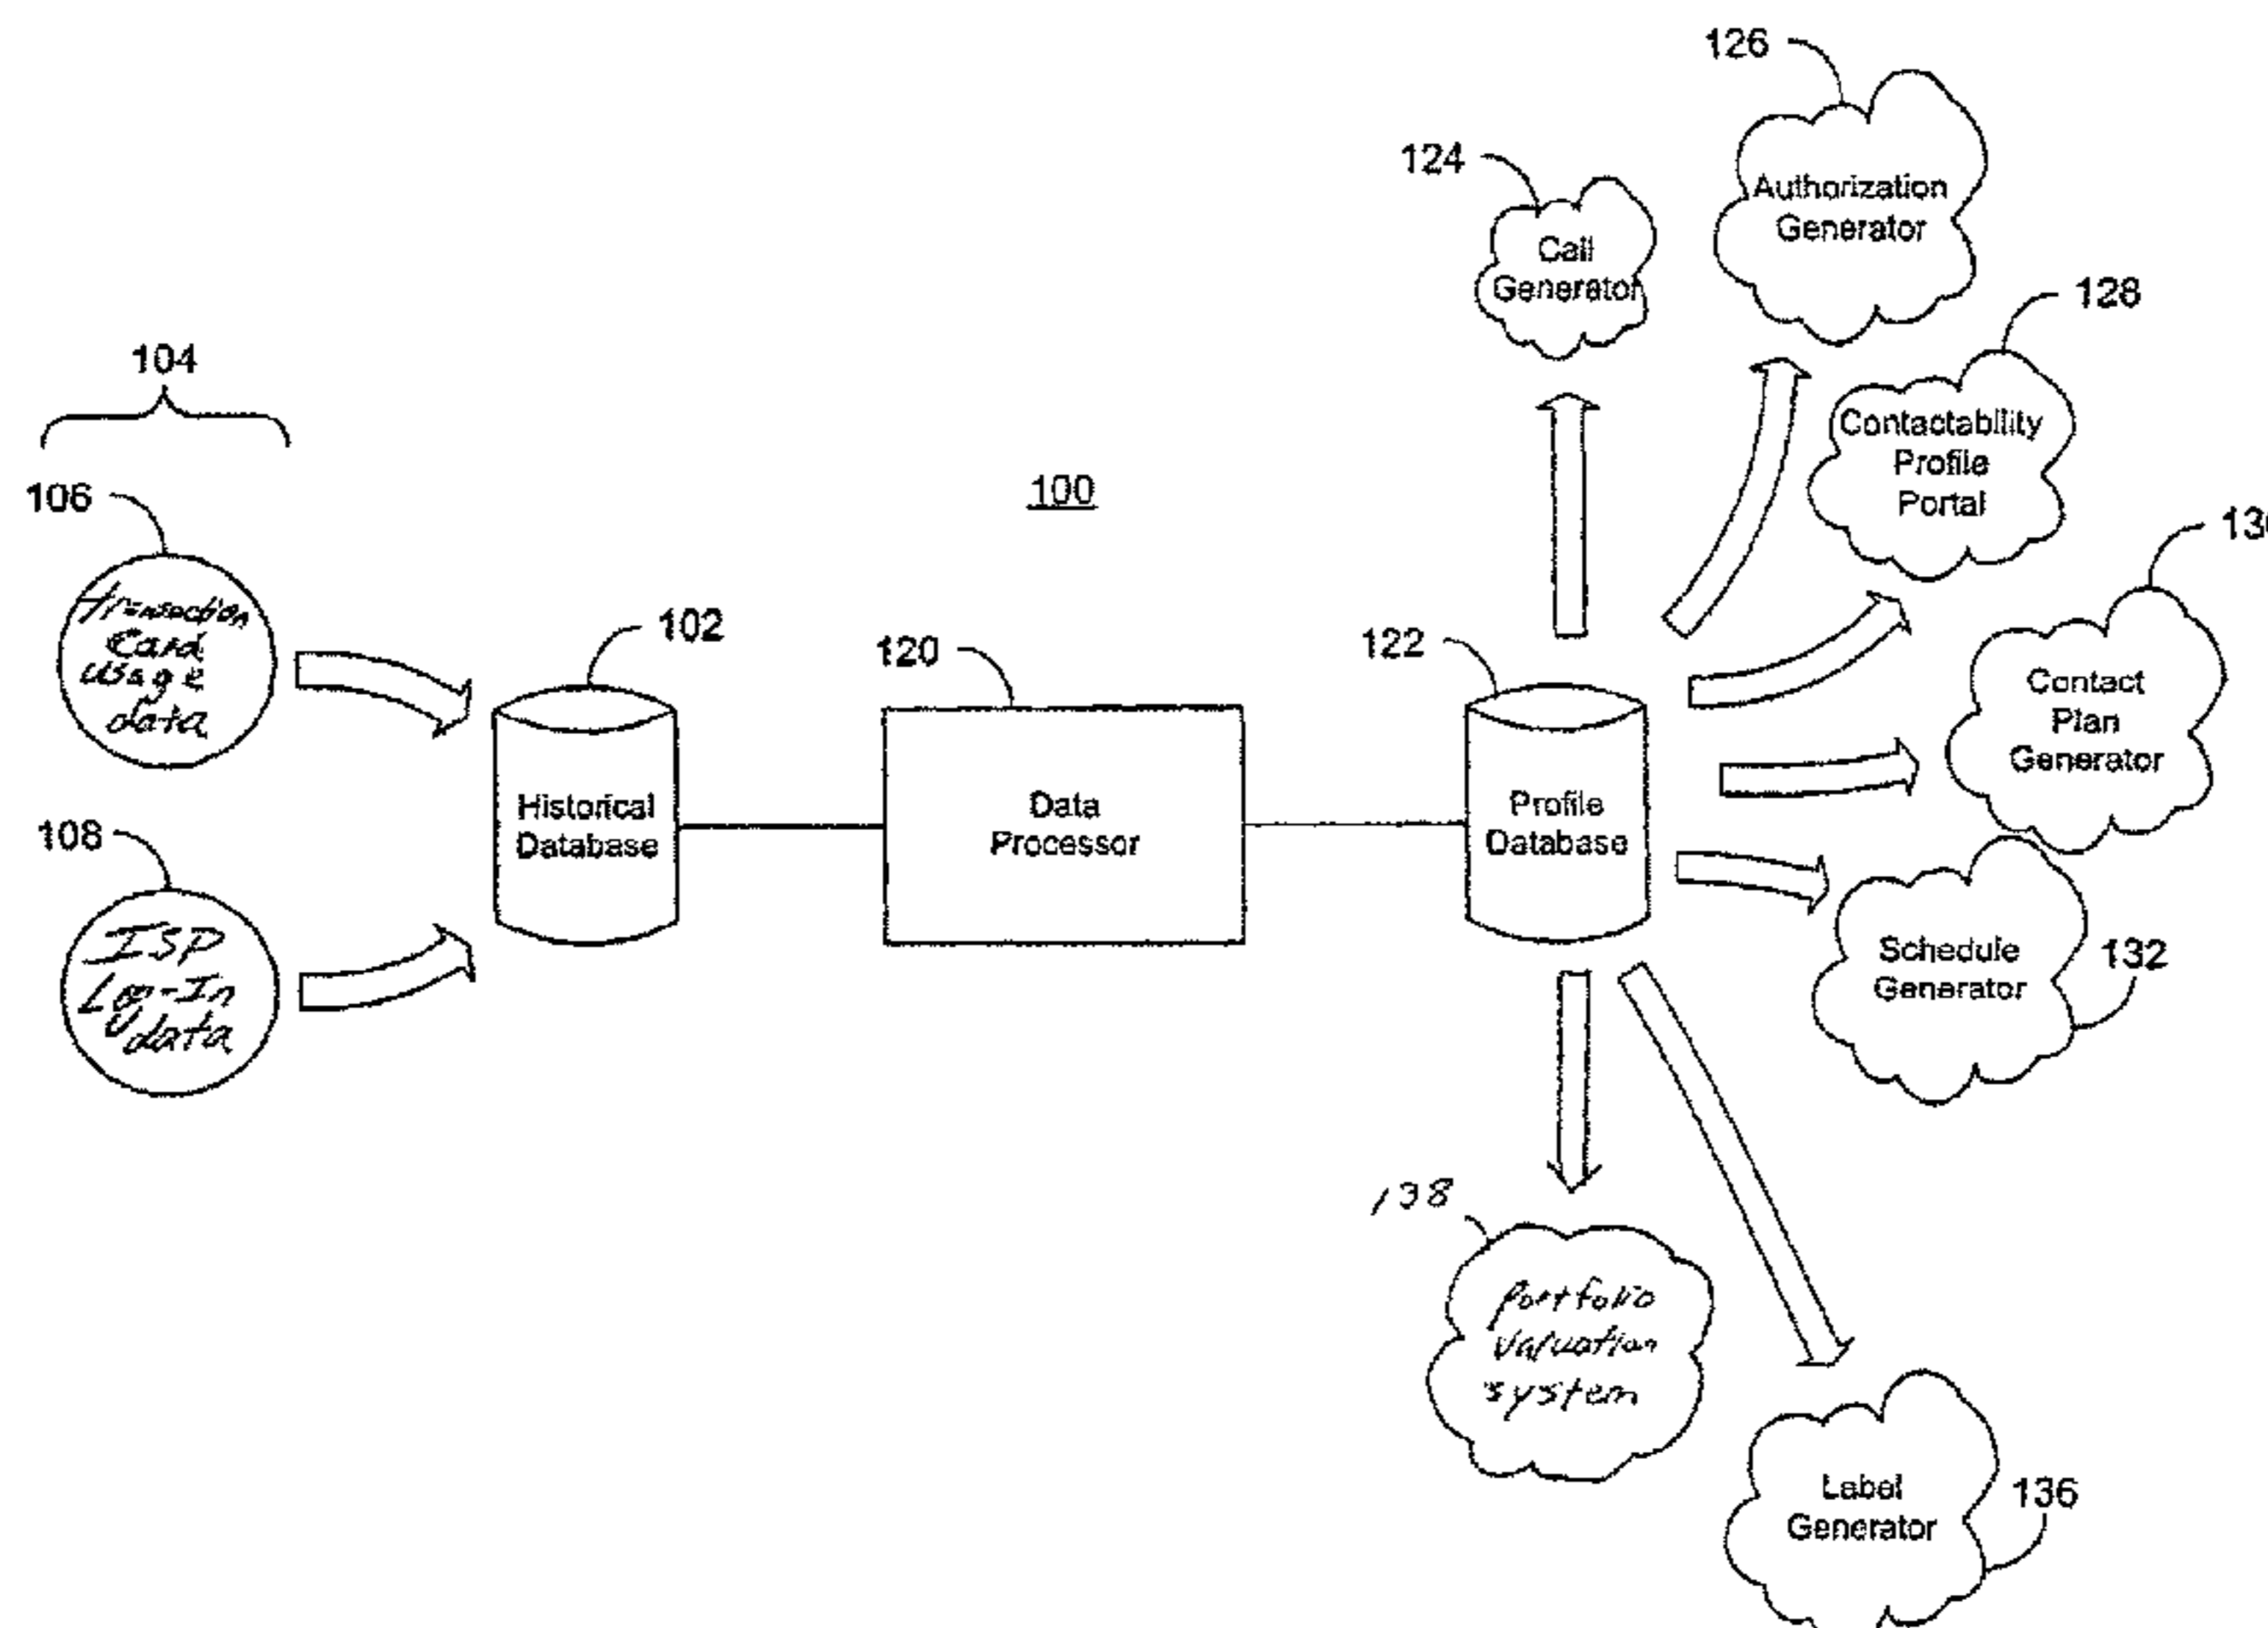 126
124
Authorization
Generator
Call
Generator
128
104
Contactability
Profile
Portal
106
100
13
transaction
Card
usage
data
102
120
122
Contact
Plan
Generator
Historical
Database
Data
Processor
Profile
Database
108
ISP
Log-In
data
Schedule
Generator
132
138
Portfolio
Valuation
system
Label
Generator
136